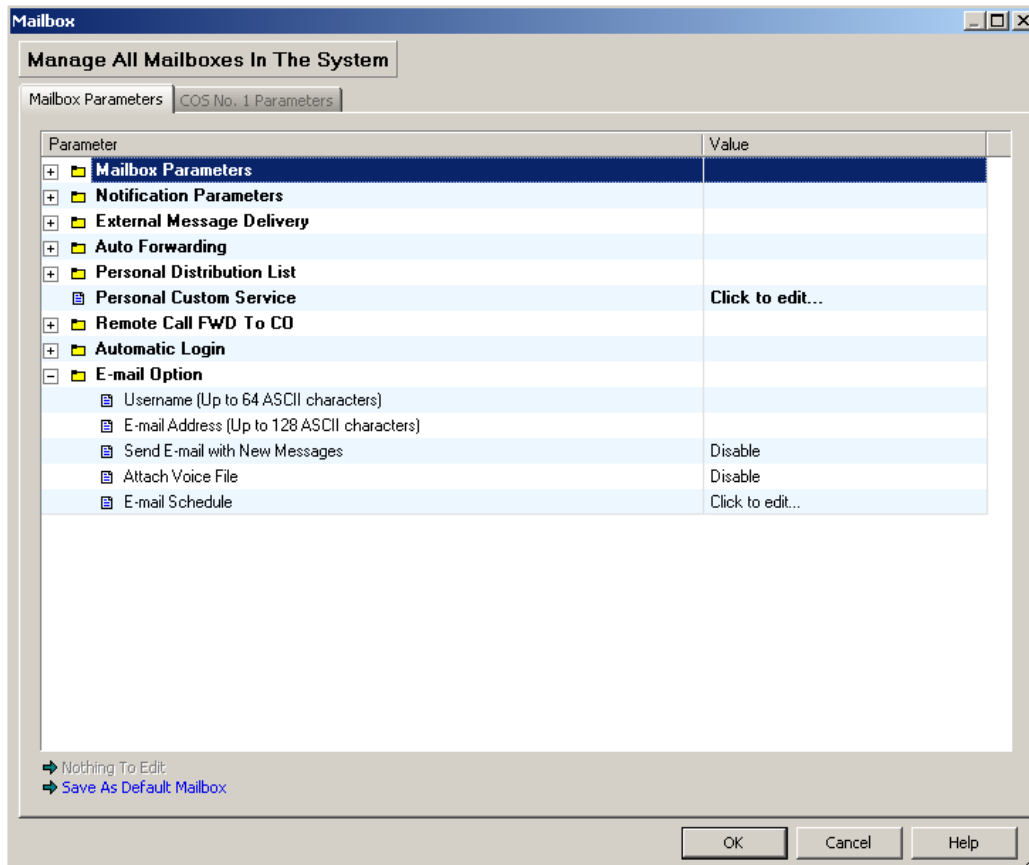 Mailbox
Manage All Mailboxes In The System
Mailbox Parameters COS No. 1 Parameters
Parameter Value
Mailbox Parameters
Notification Parameters
External Message Delivery
Auto Forwarding
Personal Distribution List
Personal Custom Service Click to edit...
Remote Call FWD To CO
Automatic Login
E-mail Option
Username (Up to 64 ASCII characters)
E-mail Address (Up to 128 ASCII characters)
Send E-mail with New Messages Disable
Attach Voice File Disable
E-mail Schedule Click to edit...
Nothing To Edit
Save As Default Mailbox
OK Cancel Help